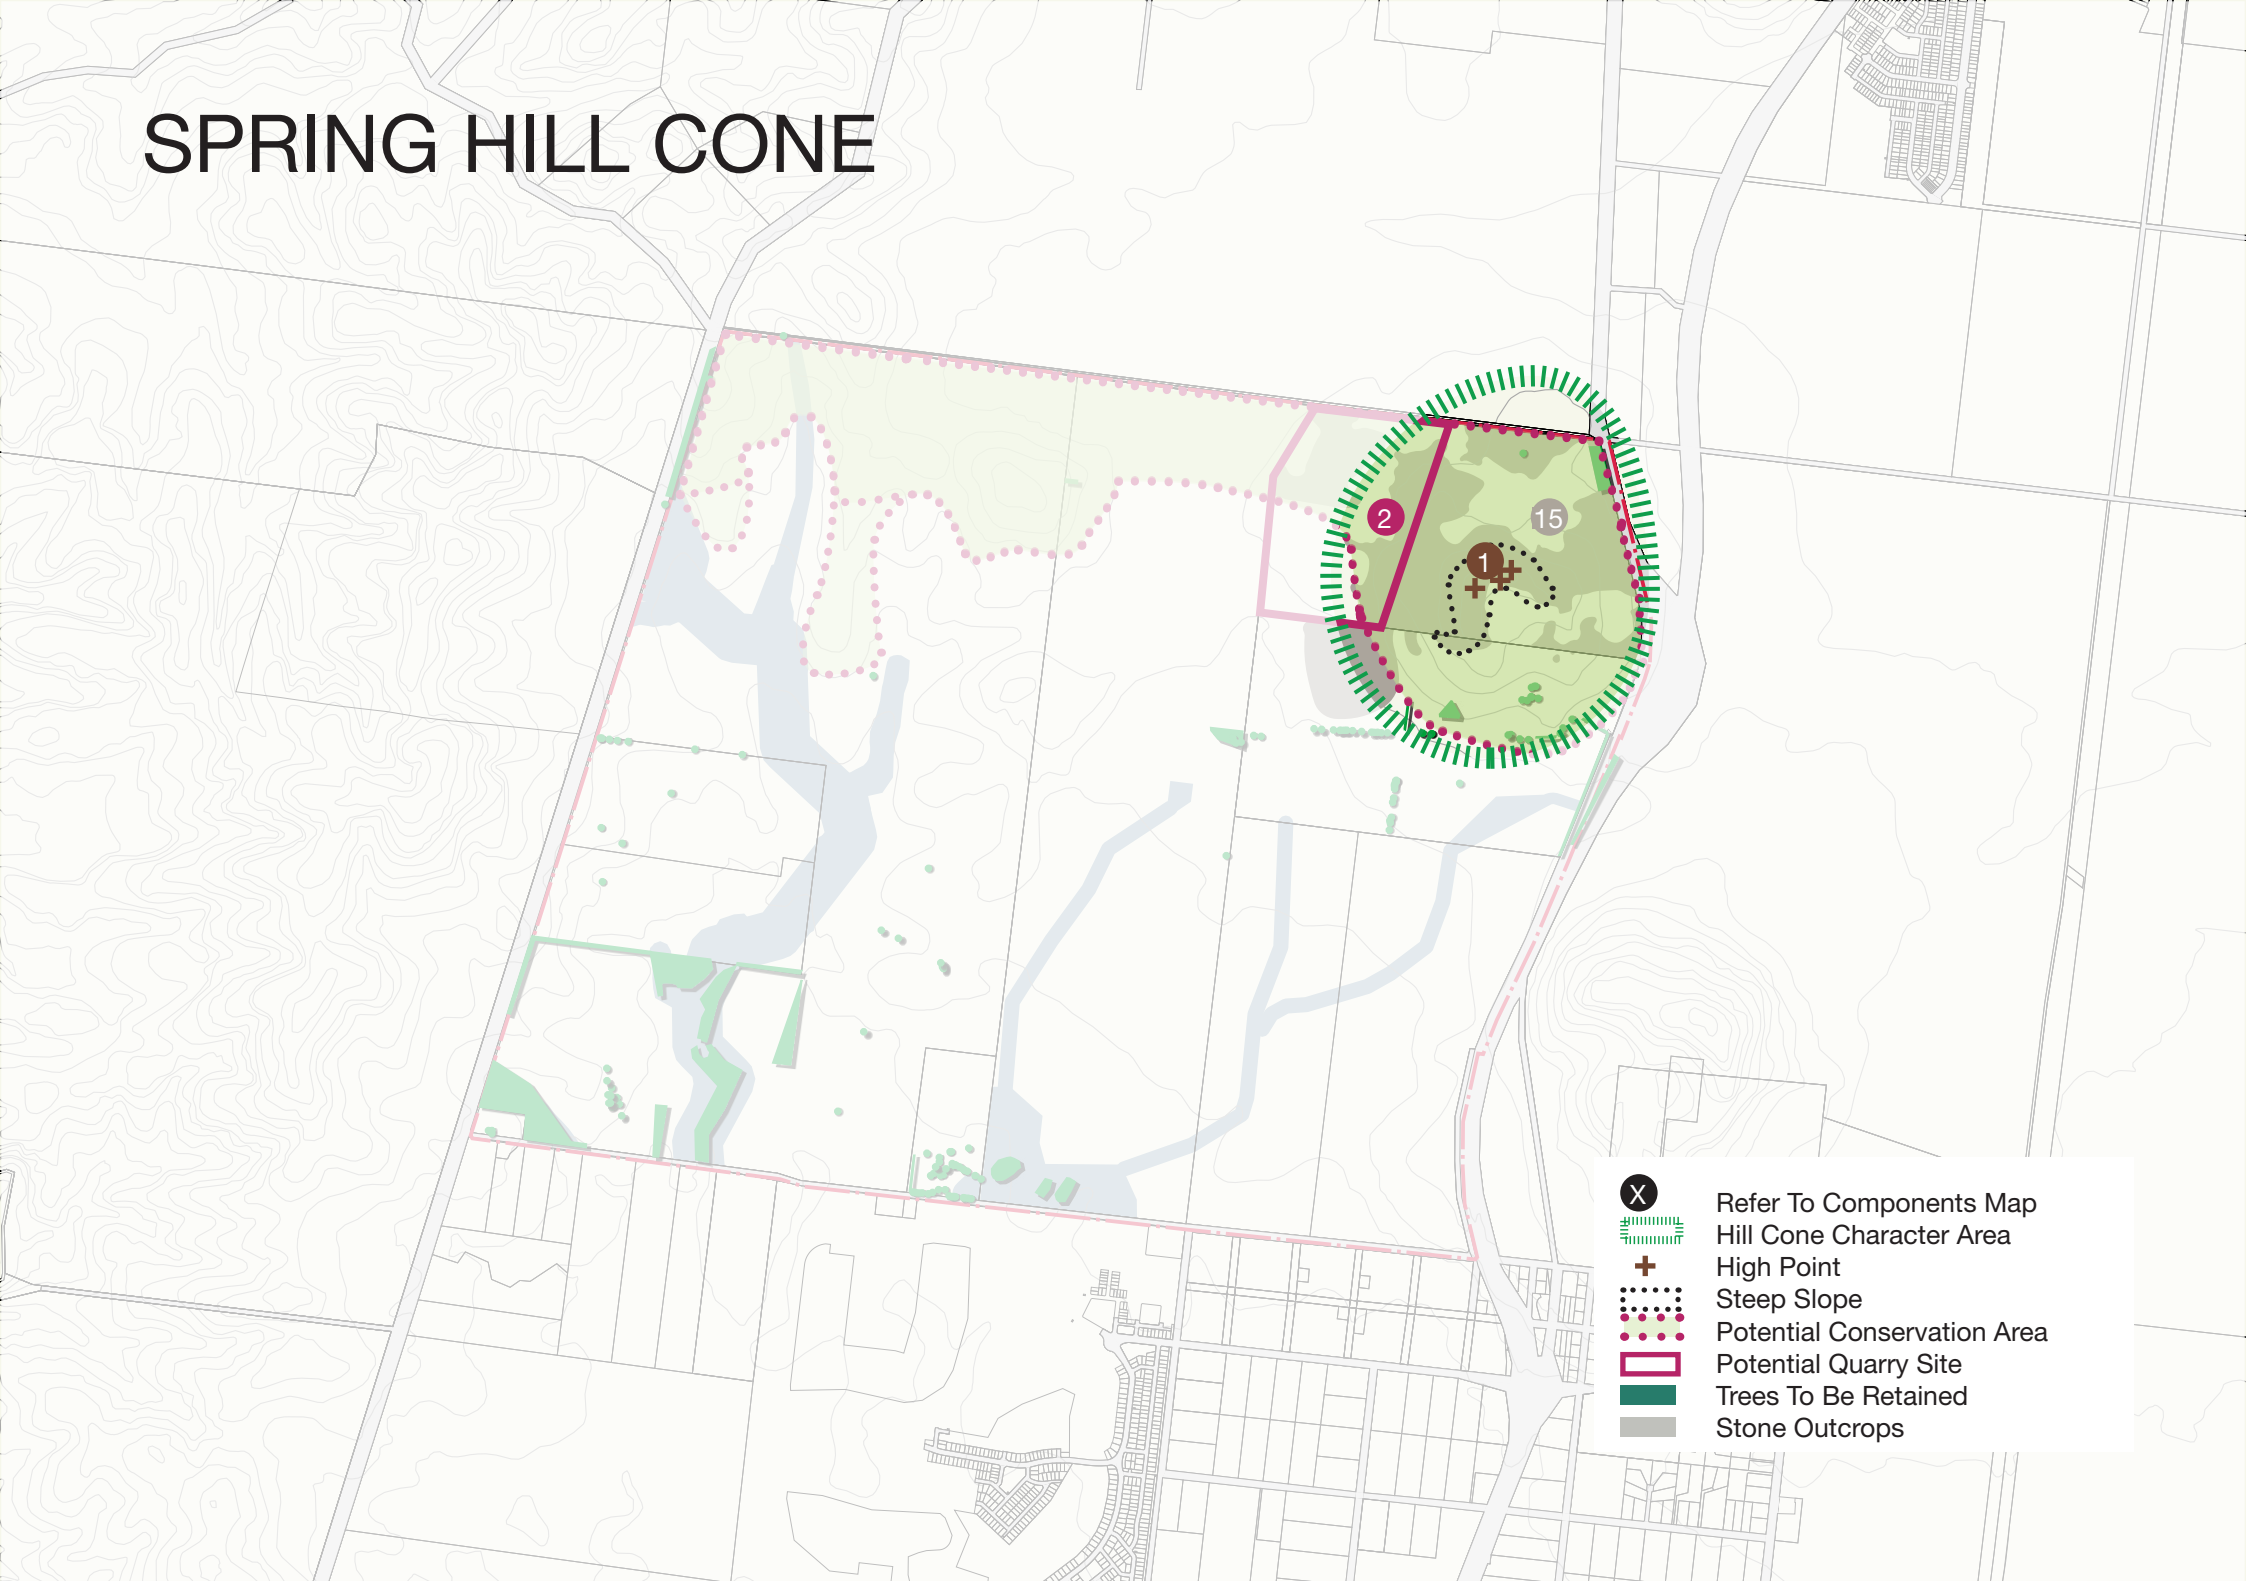 SPRING HILL CONE
2
15
1
X
Refer To Components Map
Hill Cone Character Area
High Point
Steep Slope
Potential Conservation Area
Potential Quarry Site
Trees To Be Retained
Stone Outcrops